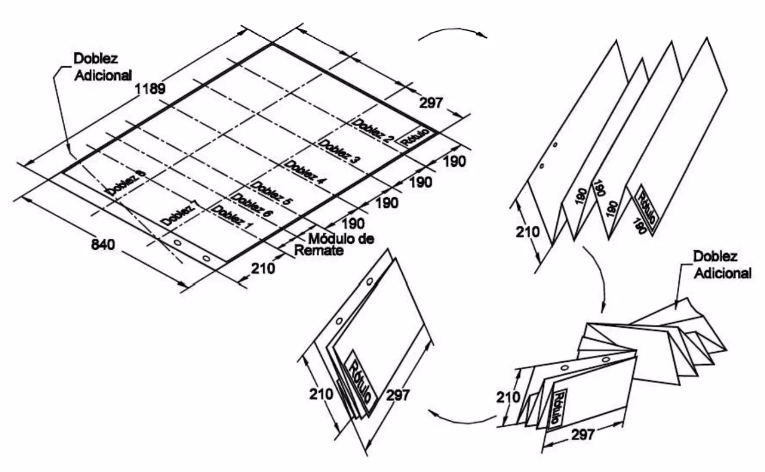 Doblez
Adicional
1189
297
Doblez 2
Rótulo
Doblez 3
190
Doblez 4
190
Doblez 5
190
Doblez 6
190
Doblez 8
Doblez
Doblez 1
190
Módulo de
Remate
210
840
190
190
190
Rótulo
190
210
Doblez
Adicional
Rótulo
210
297
Rótulo
210
297